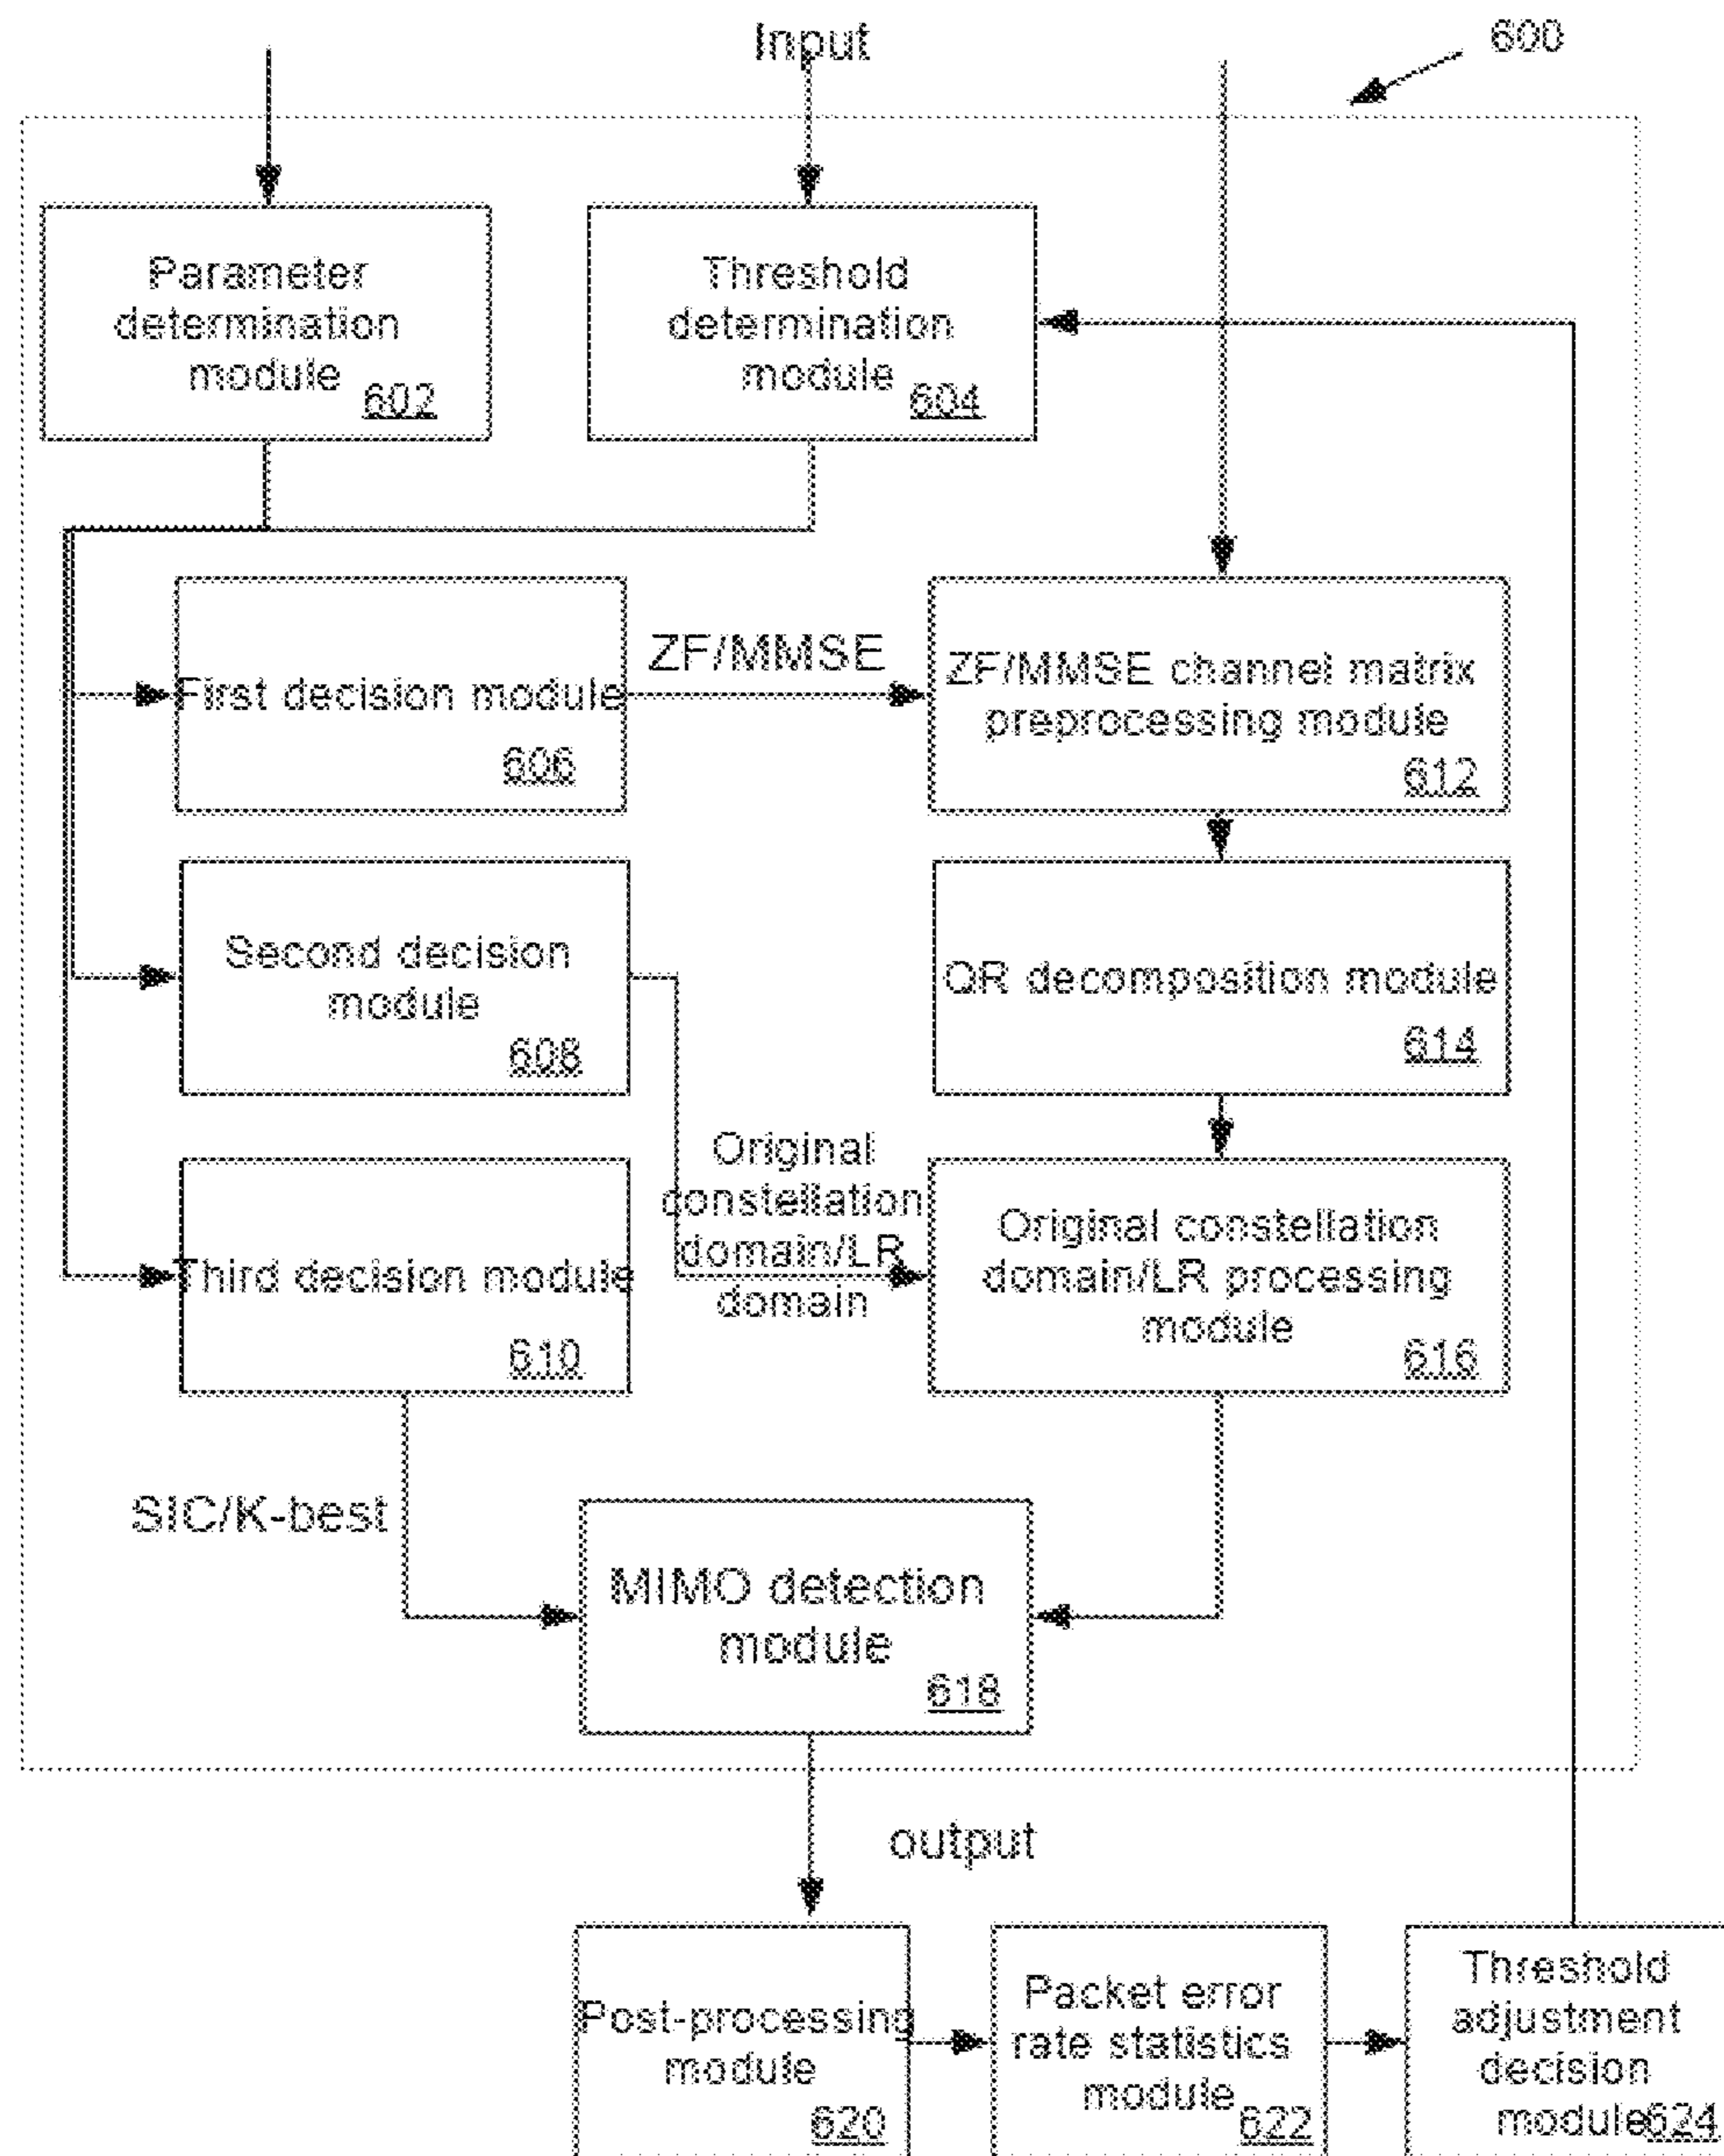 Input
600
Parameter
determination
module
602
Threshold
determination
module
604
First decision module
606
ZF/MMSE
ZF/MMSE channel matrix
preprocessing module
612
Second decision
module
608
QR decomposition module
614
Third decision module
610
Original
constellation
domain/LR
domain
Original constellation
domain/LR processing
module
616
SIC/K-best
MIMO detection
module
618
output
Post-processing
module
620
Packet error
rate statistics
module
622
Threshold
adjustment
decision
module
624